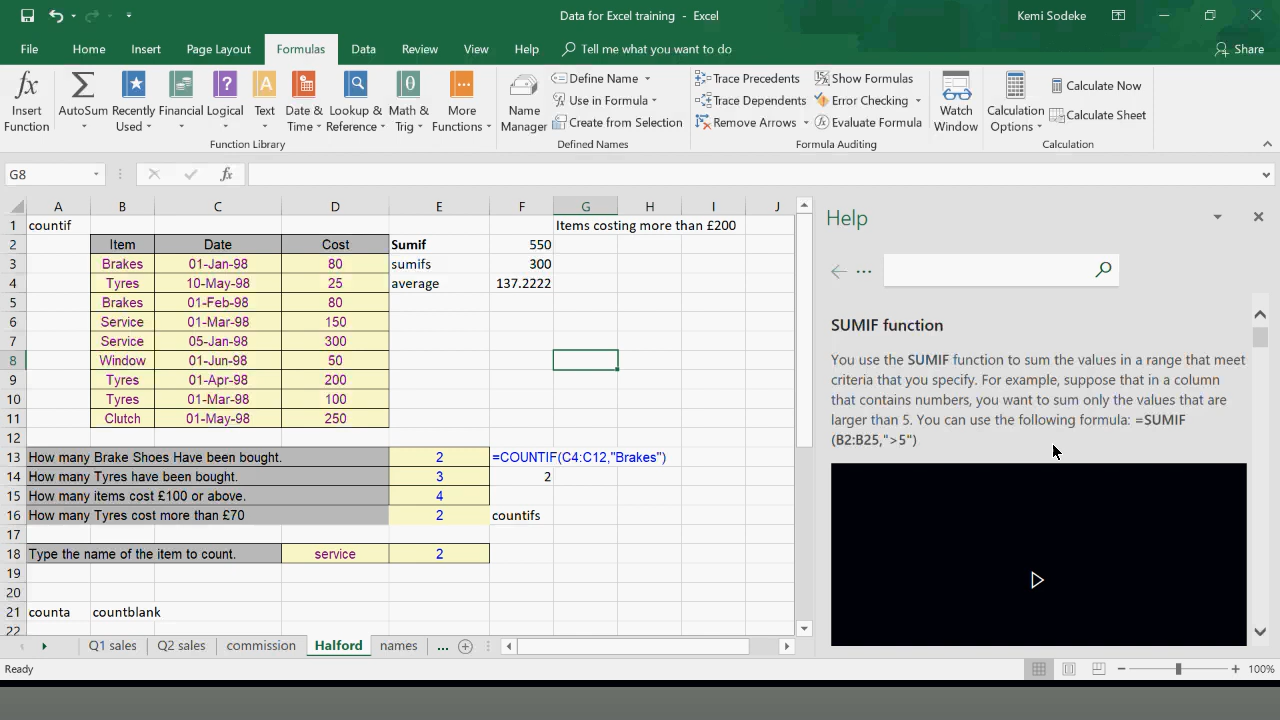 Data for Excel training - Excel
Kemi Sodeke
File Home Insert Page Layout Formulas Data Review View Help Tell me what you want to do Share
Insert Function
AutoSum
Recently Used
Financial
Logical
Text
Date & Time
Lookup & Reference
Math & Trig
More Functions
Function Library
Name Manager
Define Name
Use in Formula
Create from Selection
Defined Names
Trace Precedents
Trace Dependents
Remove Arrows
Show Formulas
Error Checking
Evaluate Formula
Formula Auditing
Watch Window
Calculation Options
Calculate Now
Calculate Sheet
Calculation
G8 fx
A B C D E F G H I J
1 countif Items costing more than £200
2 Item Date Cost Sumif 550
3 Brakes 01-Jan-98 80 sumifs 300
4 Tyres 10-May-98 25 average 137.2222
5 Brakes 01-Feb-98 80
6 Service 01-Mar-98 150
7 Service 05-Jan-98 300
8 Window 01-Jun-98 50
9 Tyres 01-Apr-98 200
10 Tyres 01-Mar-98 100
11 Clutch 01-May-98 250
12
13 How many Brake Shoes Have been bought. 2 =COUNTIF(C4:C12,"Brakes")
14 How many Tyres have been bought. 3 2
15 How many items cost £100 or above. 4
16 How many Tyres cost more than £70 2 countifs
17
18 Type the name of the item to count. service 2
19
20
21 counta countblank
22
Q1 sales Q2 sales commission Halford names ...
Ready 100%
Help
SUMIF function
You use the SUMIF function to sum the values in a range that meet
criteria that you specify. For example, suppose that in a column
that contains numbers, you want to sum only the values that are
larger than 5. You can use the following formula: =SUMIF
(B2:B25,">5")